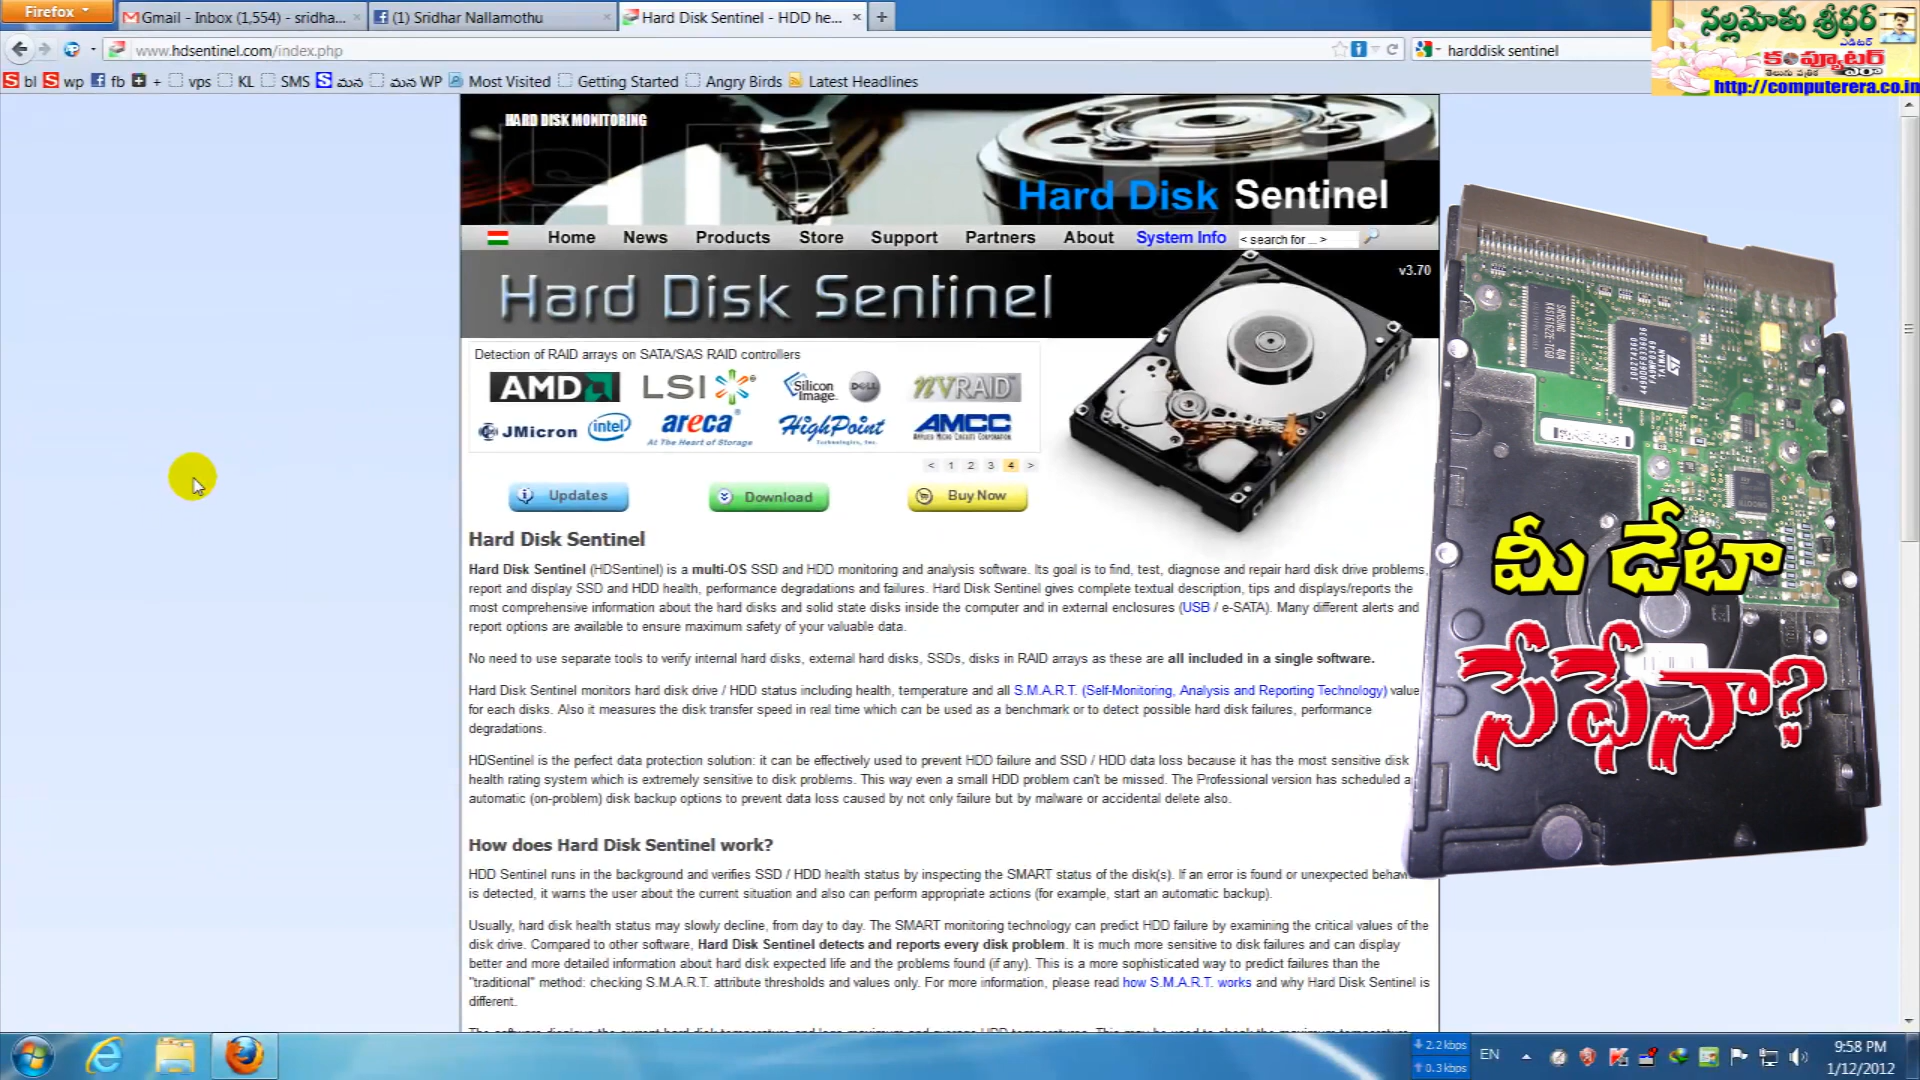 Firefox
Gmail - Inbox (1,554) - sridha...
(1) Sridhar Nallamothu
Hard Disk Sentinel - HDD he...
www.hdsentinel.com/index.php
harddisk sentinel
నల్లమోతు శ్రీధర్
ఎడిటర్
కంప్యూటర్ ఎరా
తెలుగు పత్రిక
http://computerera.co.in
bl
wp
fb
+
vps
KL
SMS
మన
మన WP
Most Visited
Getting Started
Angry Birds
Latest Headlines
HARD DISK MONITORING
Hard Disk Sentinel
Home News Products Store Support Partners About System Info < search for ... >
Hard Disk Sentinel
v3.70
Detection of RAID arrays on SATA/SAS RAID controllers
AMD LSI Silicon Image DELL NVRAID
JMicron intel areca HighPoint AMCC
At The Heart of Storage
Technologies, Inc.
APPLIED MICRO CIRCUITS CORPORATION
< 1 2 3 4 >
Updates Download Buy Now
Hard Disk Sentinel
Hard Disk Sentinel (HDSentinel) is a multi-OS SSD and HDD monitoring and analysis software. Its goal is to find, test, diagnose and repair hard disk drive problems,
report and display SSD and HDD health, performance degradations and failures. Hard Disk Sentinel gives complete textual description, tips and displays/reports the
most comprehensive information about the hard disks and solid state disks inside the computer and in external enclosures (USB / e-SATA). Many different alerts and
report options are available to ensure maximum safety of your valuable data.
No need to use separate tools to verify internal hard disks, external hard disks, SSDs, disks in RAID arrays as these are all included in a single software.
Hard Disk Sentinel monitors hard disk drive / HDD status including health, temperature and all S.M.A.R.T. (Self-Monitoring, Analysis and Reporting Technology) value
for each disks. Also it measures the disk transfer speed in real time which can be used as a benchmark or to detect possible hard disk failures, performance
degradations.
HDSentinel is the perfect data protection solution: it can be effectively used to prevent HDD failure and SSD / HDD data loss because it has the most sensitive disk
health rating system which is extremely sensitive to disk problems. This way even a small HDD problem can't be missed. The Professional version has scheduled a
automatic (on-problem) disk backup options to prevent data loss caused by not only failure but by malware or accidental delete also.
How does Hard Disk Sentinel work?
HDD Sentinel runs in the background and verifies SSD / HDD health status by inspecting the SMART status of the disk(s). If an error is found or unexpected behav
is detected, it warns the user about the current situation and also can perform appropriate actions (for example, start an automatic backup).
Usually, hard disk health status may slowly decline, from day to day. The SMART monitoring technology can predict HDD failure by examining the critical values of the
disk drive. Compared to other software, Hard Disk Sentinel detects and reports every disk problem. It is much more sensitive to disk failures and can display
better and more detailed information about hard disk expected life and the problems found (if any). This is a more sophisticated way to predict failures than the
"traditional" method: checking S.M.A.R.T. attribute thresholds and values only. For more information, please read how S.M.A.R.T. works and why Hard Disk Sentinel is
different.
మీ డేటా
సేఫేనా?
2.2 kbps
0.3 kbps
EN
9:58 PM
1/12/2012